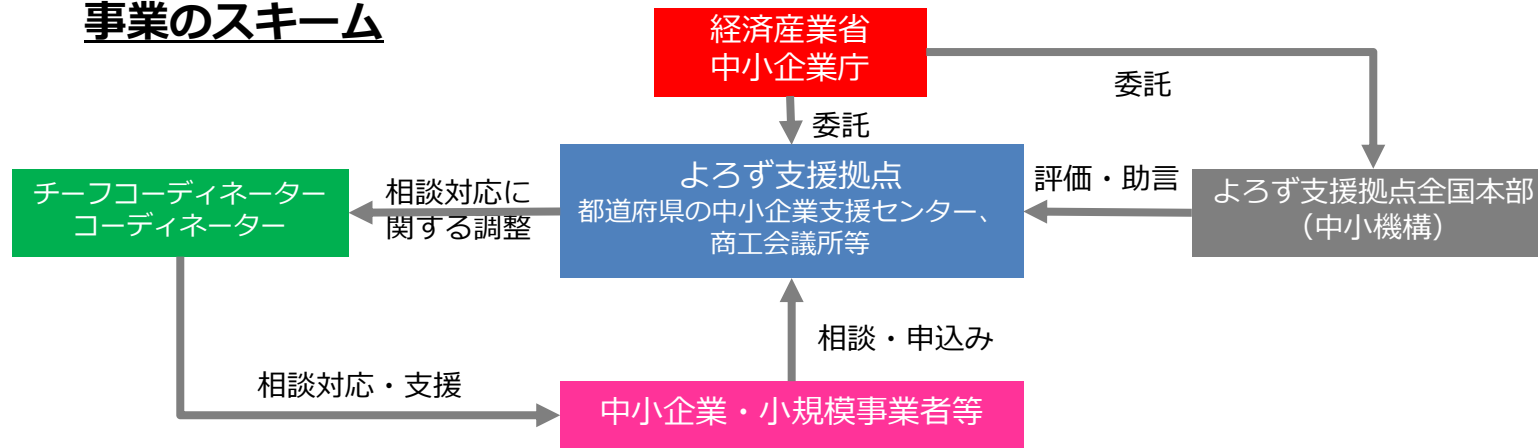 事業のスキーム
経済産業省
中小企業庁
委託
委託
よろず支援拠点
都道府県の中小企業支援センター、
商工会議所等
評価・助言
よろず支援拠点全国本部
（中小機構）
チーフコーディネーター
コーディネーター
相談対応に
関する調整
相談・申込み
相談対応・支援
中小企業・小規模事業者等